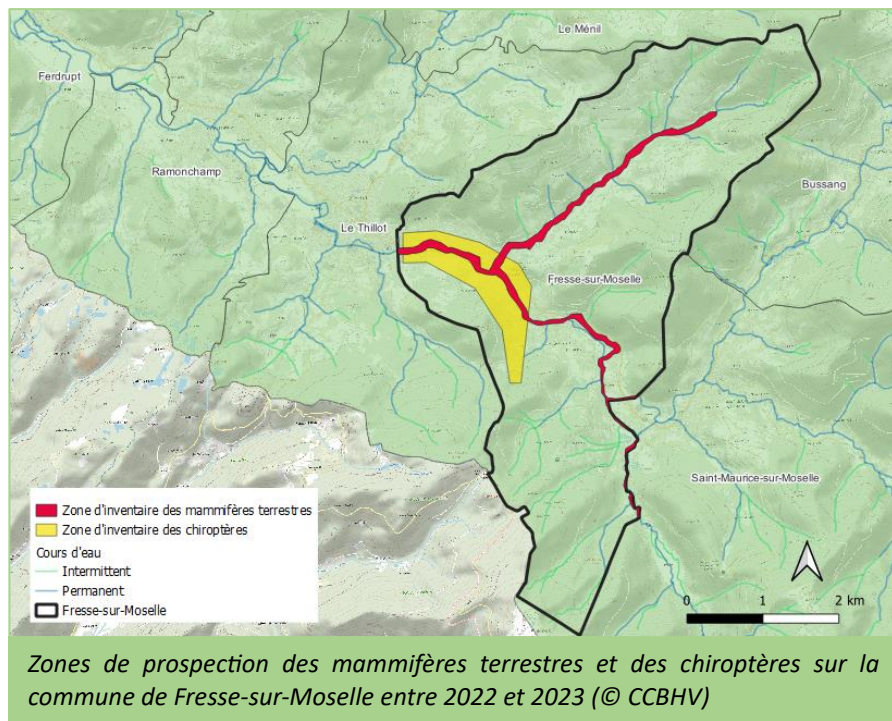 Le Ménil
Ferdrupt
Ramonchamp
Bussang
Le Thillot
Fresse-sur-Moselle
Saint-Maurice-sur-Moselle
Zone d'inventaire des mammifères terrestres
Zone d'inventaire des chiroptères
Cours d'eau
Intermittent
Permanent
Fresse-sur-Moselle
0 1 2 km
Zones de prospection des mammifères terrestres et des chiroptères sur la
commune de Fresse-sur-Moselle entre 2022 et 2023 (© CCBHV)